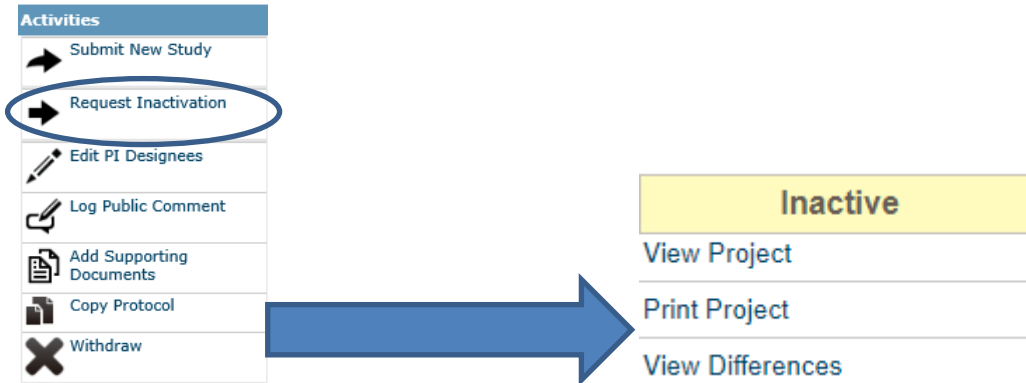 Activities
Submit New Study
Request Inactivation
Edit PI Designees
Log Public Comment
Add Supporting
Documents
Copy Protocol
Withdraw
Inactive
View Project
Print Project
View Differences